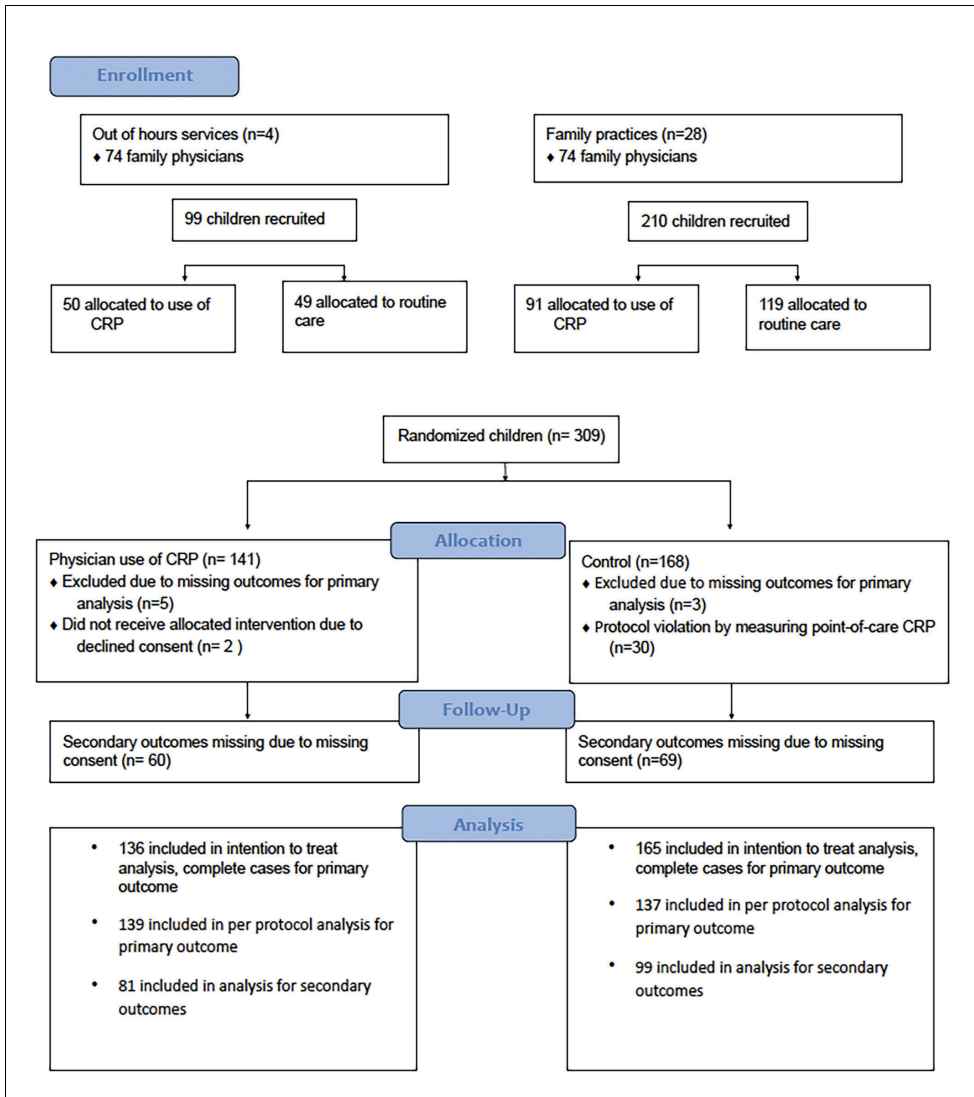 Enrollment
Out of hours services (n=4)
♦ 74 family physicians
Family practices (n=28)
♦ 74 family physicians
99 children recruited
210 children recruited
50 allocated to use of
CRP
49 allocated to routine
care
91 allocated to use of
CRP
119 allocated to
routine care
Randomized children (n= 309)
Allocation
Physician use of CRP (n= 141)
♦ Excluded due to missing outcomes for primary
analysis (n=5)
♦ Did not receive allocated intervention due to
declined consent (n= 2 )
Control (n=168)
♦ Excluded due to missing outcomes for primary
analysis (n=3)
♦ Protocol violation by measuring point-of-care CRP
(n=30)
Follow-Up
Secondary outcomes missing due to missing
consent (n= 60)
Secondary outcomes missing due to missing
consent (n=69)
Analysis
• 136 included in intention to treat
analysis, complete cases for primary
outcome
• 139 included in per protocol analysis for
primary outcome
• 81 included in analysis for secondary
outcomes
• 165 included in intention to treat analysis,
complete cases for primary outcome
• 137 included in per protocol analysis for
primary outcome
• 99 included in analysis for secondary
outcomes